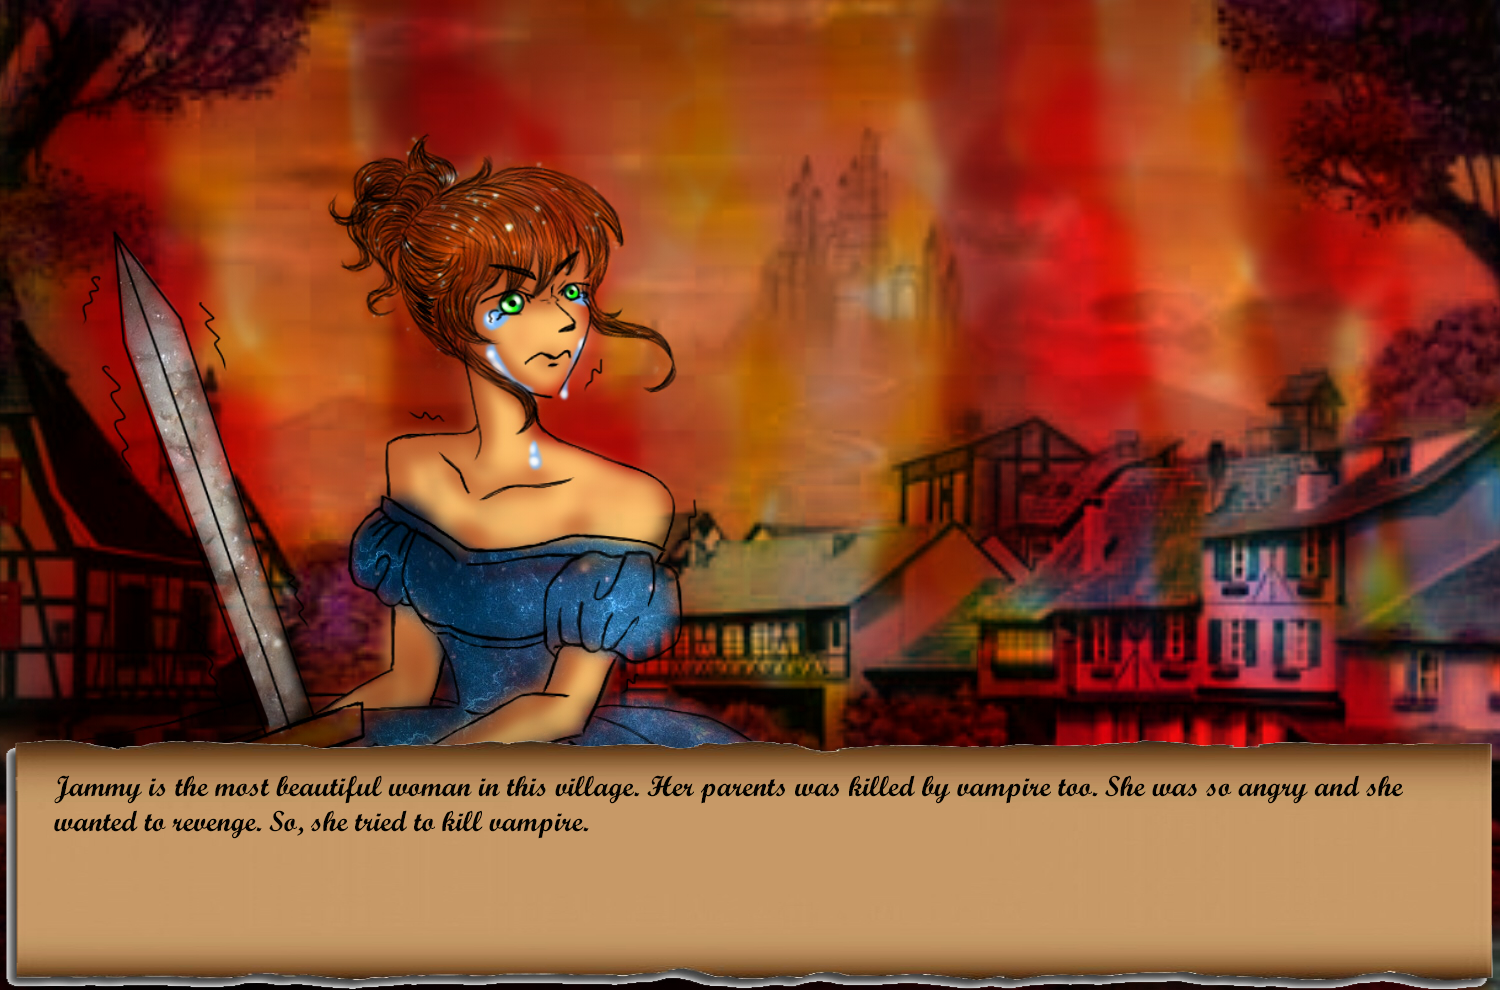 Jammy is the most beautiful woman in this village. Her parents was killed by vampire too. She was so angry and she
wanted to revenge. So, she tried to kill vampire.